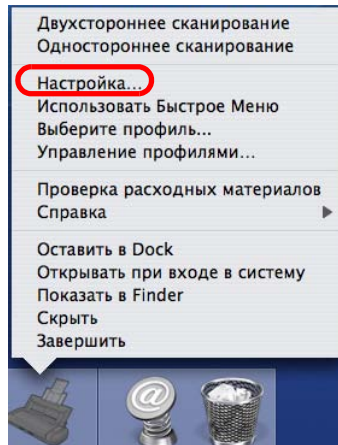 Двухстороннее сканирование
Одностороннее сканирование
Настройка...
Использовать Быстрое Меню
Выберите профиль...
Управление профилями...
Проверка расходных материалов
Справка
Оставить в Dock
Открывать при входе в систему
Показать в Finder
Скрыть
Завершить
@